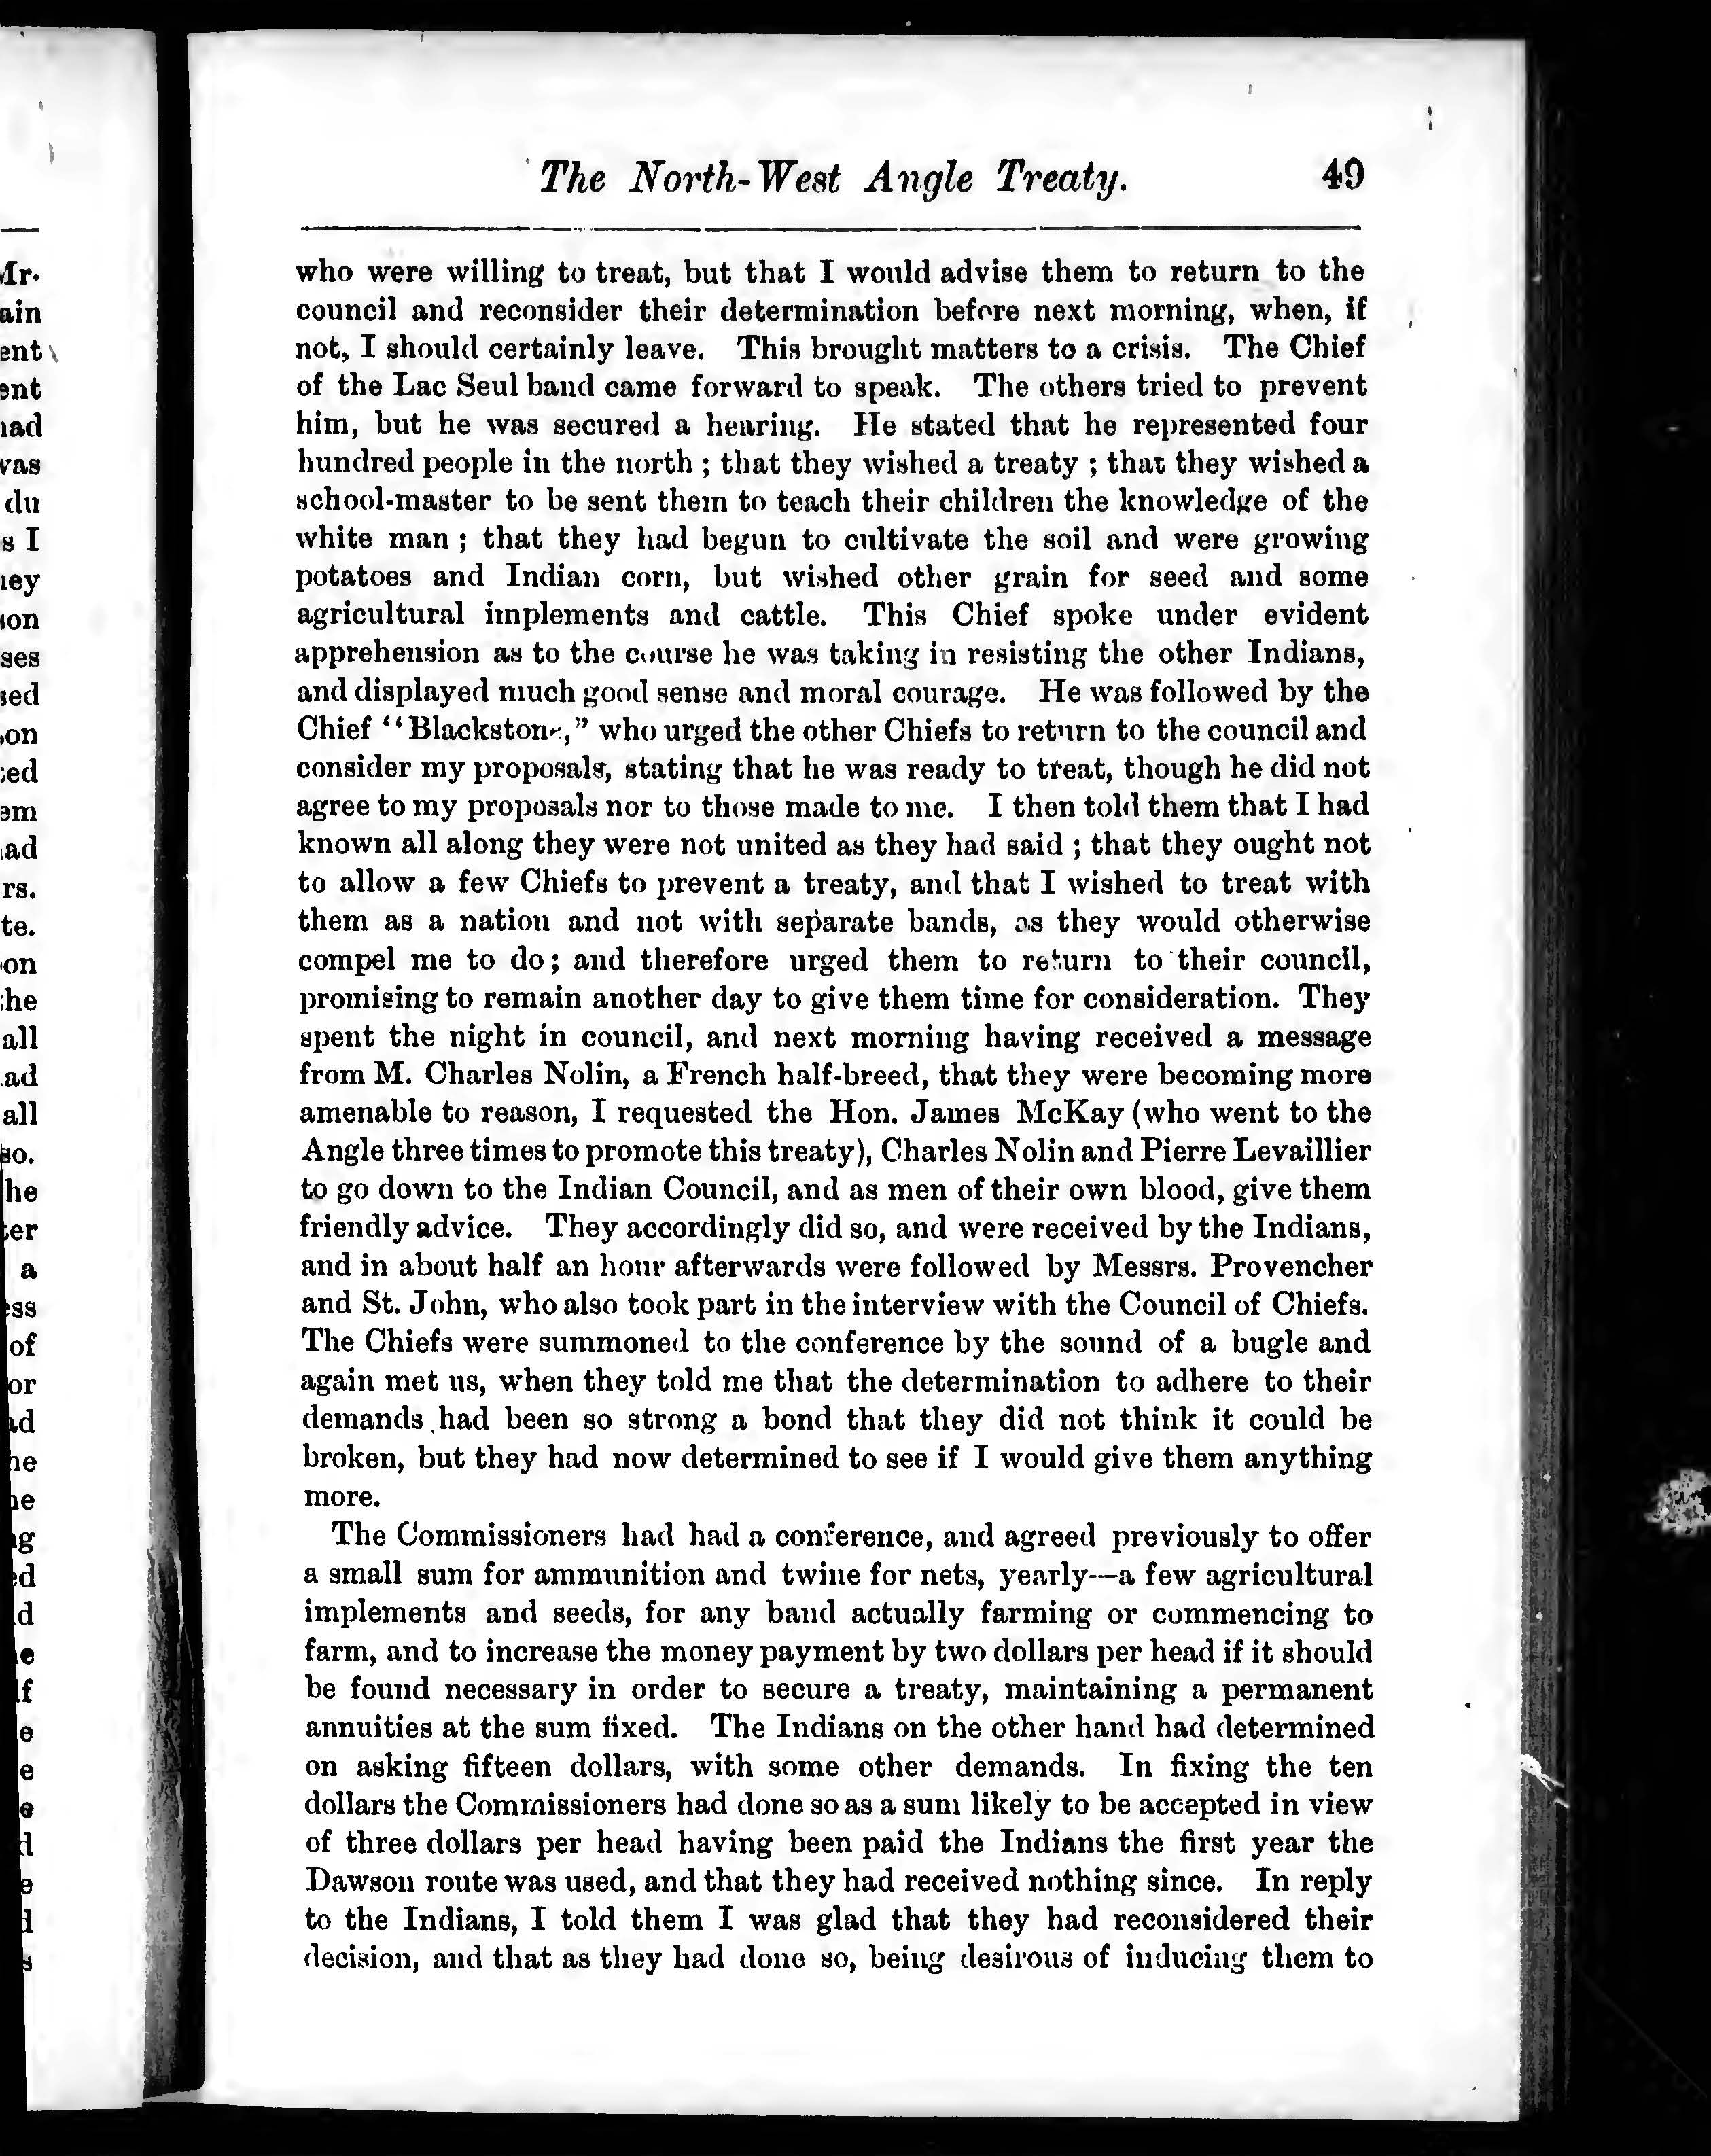 The North-West Angle Treaty. 49
who were willing to treat, but that I would advise them to return to the
council and reconsider their determination before next morning, when, if
not, I should certainly leave. This brought matters to a crisis. The Chief
of the Lac Seul band came forward to speak. The others tried to prevent
him, but he was secured a hearing. He stated that he represented four
hundred people in the north ; that they wished a treaty ; that they wished a
school-master to be sent them to teach their children the knowledge of the
white man ; that they had begun to cultivate the soil and were growing
potatoes and Indian corn, but wished other grain for seed and some
agricultural implements and cattle. This Chief spoke under evident
apprehension as to the course he was taking in resisting the other Indians,
and displayed much good sense and moral courage. He was followed by the
Chief "Blackstone," who urged the other Chiefs to return to the council and
consider my proposals, stating that he was ready to treat, though he did not
agree to my proposals nor to those made to me. I then told them that I had
known all along they were not united as they had said ; that they ought not
to allow a few Chiefs to prevent a treaty, and that I wished to treat with
them as a nation and not with separate bands, as they would otherwise
compel me to do; and therefore urged them to return to their council,
promising to remain another day to give them time for consideration. They
spent the night in council, and next morning having received a message
from M. Charles Nolin, a French half-breed, that they were becoming more
amenable to reason, I requested the Hon. James McKay (who went to the
Angle three times to promote this treaty), Charles Nolin and Pierre Levaillier
to go down to the Indian Council, and as men of their own blood, give them
friendly advice. They accordingly did so, and were received by the Indians,
and in about half an hour afterwards were followed by Messrs. Provencher
and St. John, who also took part in the interview with the Council of Chiefs.
The Chiefs were summoned to the conference by the sound of a bugle and
again met us, when they told me that the determination to adhere to their
demands had been so strong a bond that they did not think it could be
broken, but they had now determined to see if I would give them anything
more.
The Commissioners had had a conference, and agreed previously to offer
a small sum for ammunition and twine for nets, yearly—a few agricultural
implements and seeds, for any band actually farming or commencing to
farm, and to increase the money payment by two dollars per head if it should
be found necessary in order to secure a treaty, maintaining a permanent
annuities at the sum fixed. The Indians on the other hand had determined
on asking fifteen dollars, with some other demands. In fixing the ten
dollars the Commissioners had done so as a sum likely to be accepted in view
of three dollars per head having been paid the Indians the first year the
Dawson route was used, and that they had received nothing since. In reply
to the Indians, I told them I was glad that they had reconsidered their
decision, and that as they had done so, being desirous of inducing them to